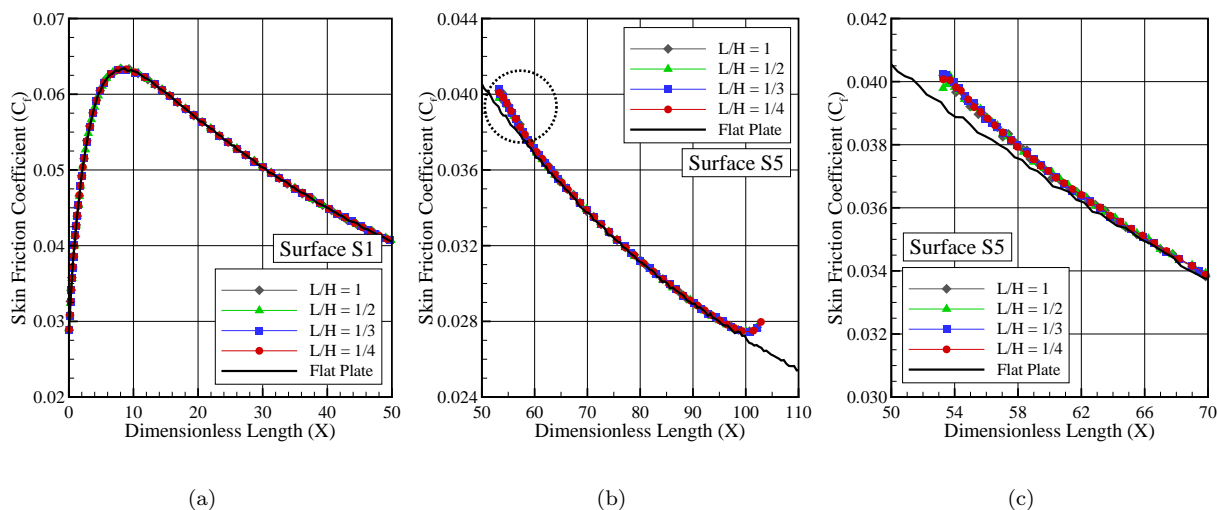 Skin Friction Coefficient (C_f)
0.07
0.06
0.05
0.04
0.03
0.02
Surface S1
L/H = 1
L/H = 1/2
L/H = 1/3
L/H = 1/4
Flat Plate
0 10 20 30 40 50
Dimensionless Length (X)
(a)
Skin Friction Coefficient (C_f)
0.044
0.040
0.036
0.032
0.028
0.024
L/H = 1
L/H = 1/2
L/H = 1/3
L/H = 1/4
Flat Plate
Surface S5
50 60 70 80 90 100 110
Dimensionless Length (X)
(b)
Skin Friction Coefficient (C_f)
0.042
0.040
0.038
0.036
0.034
0.032
0.030
Surface S5
L/H = 1
L/H = 1/2
L/H = 1/3
L/H = 1/4
Flat Plate
50 54 58 62 66 70
Dimensionless Length (X)
(c)